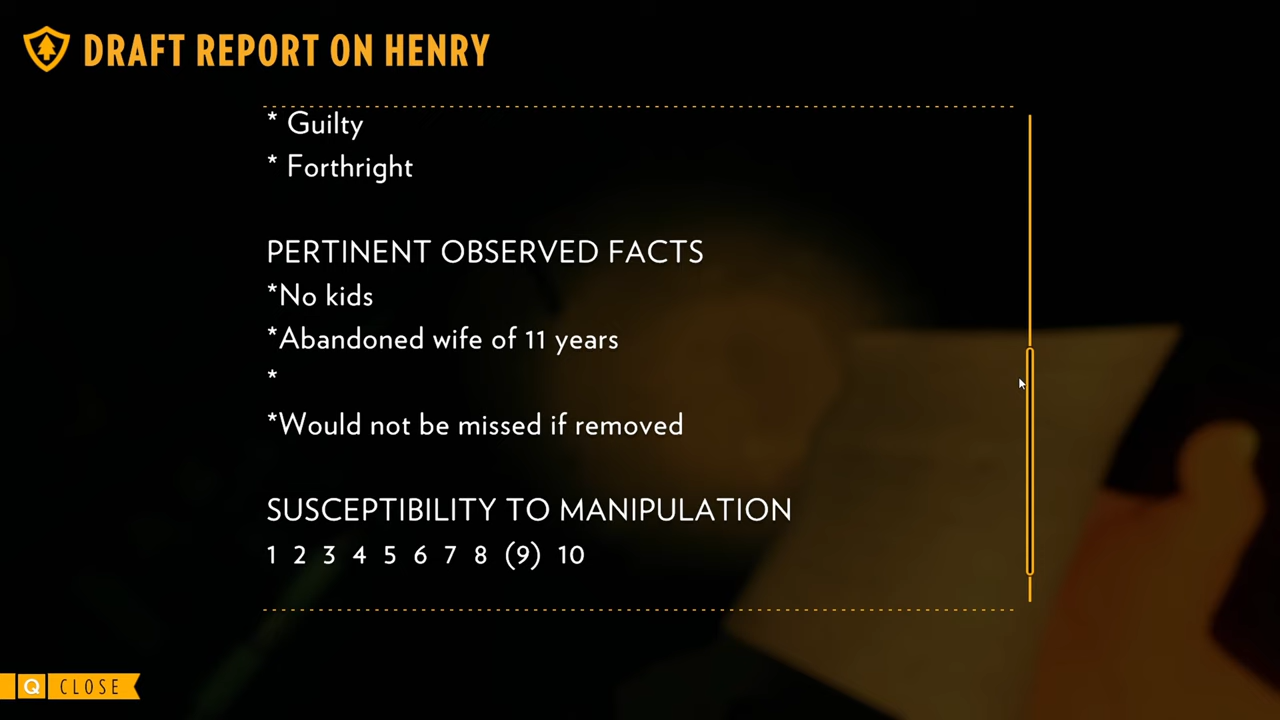 DRAFT REPORT ON HENRY
* Guilty
* Forthright
PERTINENT OBSERVED FACTS
*No kids
*Abandoned wife of 11 years
*
*Would not be missed if removed
SUSCEPTIBILITY TO MANIPULATION
1 2 3 4 5 6 7 8 (9) 10
Q CLOSE